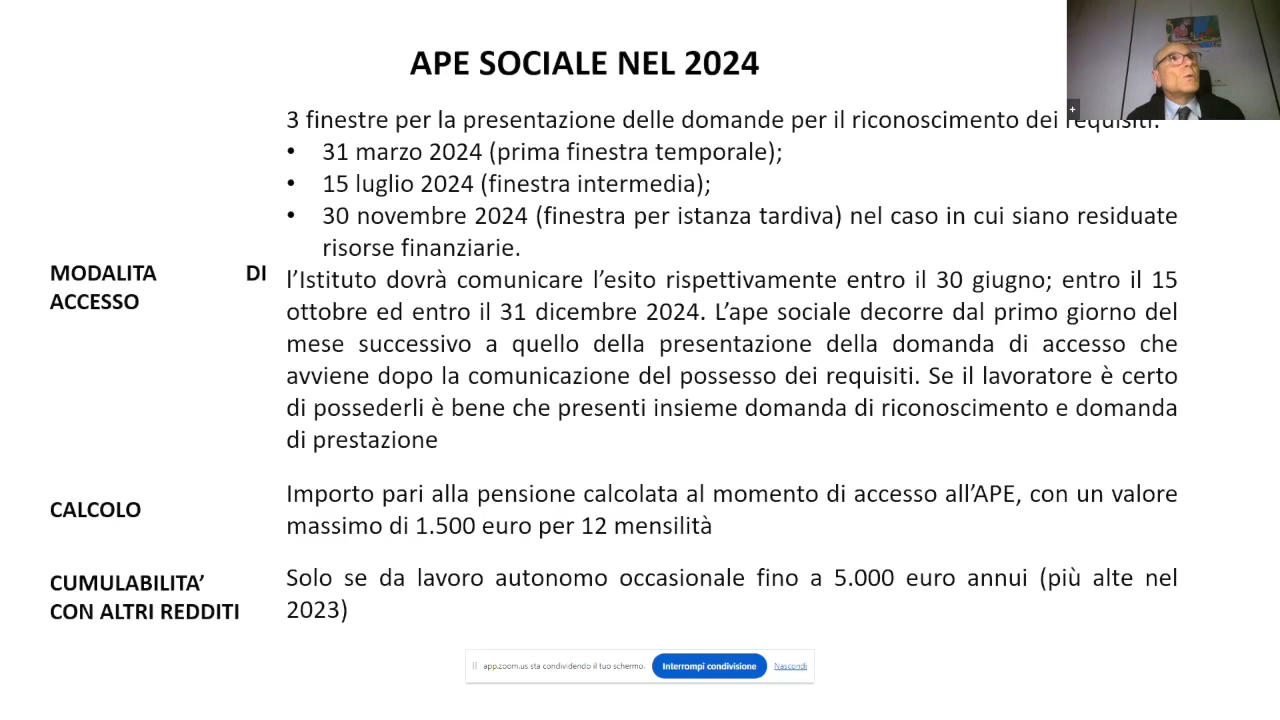 APE SOCIALE NEL 2024
3 finestre per la presentazione delle domande per il riconoscimento dei requisiti:
• 31 marzo 2024 (prima finestra temporale);
• 15 luglio 2024 (finestra intermedia);
• 30 novembre 2024 (finestra per istanza tardiva) nel caso in cui siano residuate
risorse finanziarie.
MODALITA DI
ACCESSO
l’Istituto dovrà comunicare l’esito rispettivamente entro il 30 giugno; entro il 15
ottobre ed entro il 31 dicembre 2024. L’ape sociale decorre dal primo giorno del
mese successivo a quello della presentazione della domanda di accesso che
avviene dopo la comunicazione del possesso dei requisiti. Se il lavoratore è certo
di possederli è bene che presenti insieme domanda di riconoscimento e domanda
di prestazione
CALCOLO
Importo pari alla pensione calcolata al momento di accesso all’APE, con un valore
massimo di 1.500 euro per 12 mensilità
CUMULABILITA’
CON ALTRI REDDITI
Solo se da lavoro autonomo occasionale fino a 5.000 euro annui (più alte nel
2023)
app.zoom.us sta condividendo il tuo schermo. Interrompi condivisione Nascondi